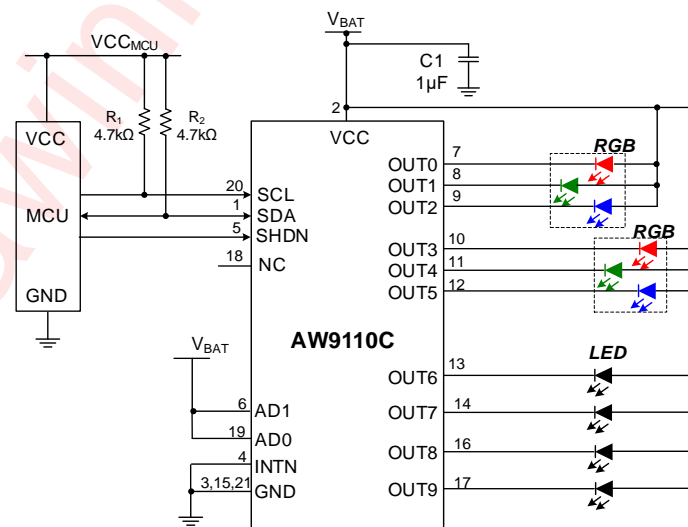 VBAT
VCCMCU
C1
1µF
R1
4.7kΩ
R2
4.7kΩ
2
VCC
VCC
MCU
GND
20 SCL
1 SDA
5 SHDN
18 NC
OUT0 7
OUT1 8
OUT2 9
RGB
OUT3 10
OUT4 11
OUT5 12
RGB
AW9110C
VBAT
LED
OUT6 13
OUT7 14
OUT8 16
OUT9 17
6 AD1
19 AD0
4 INTN
3,15,21 GND